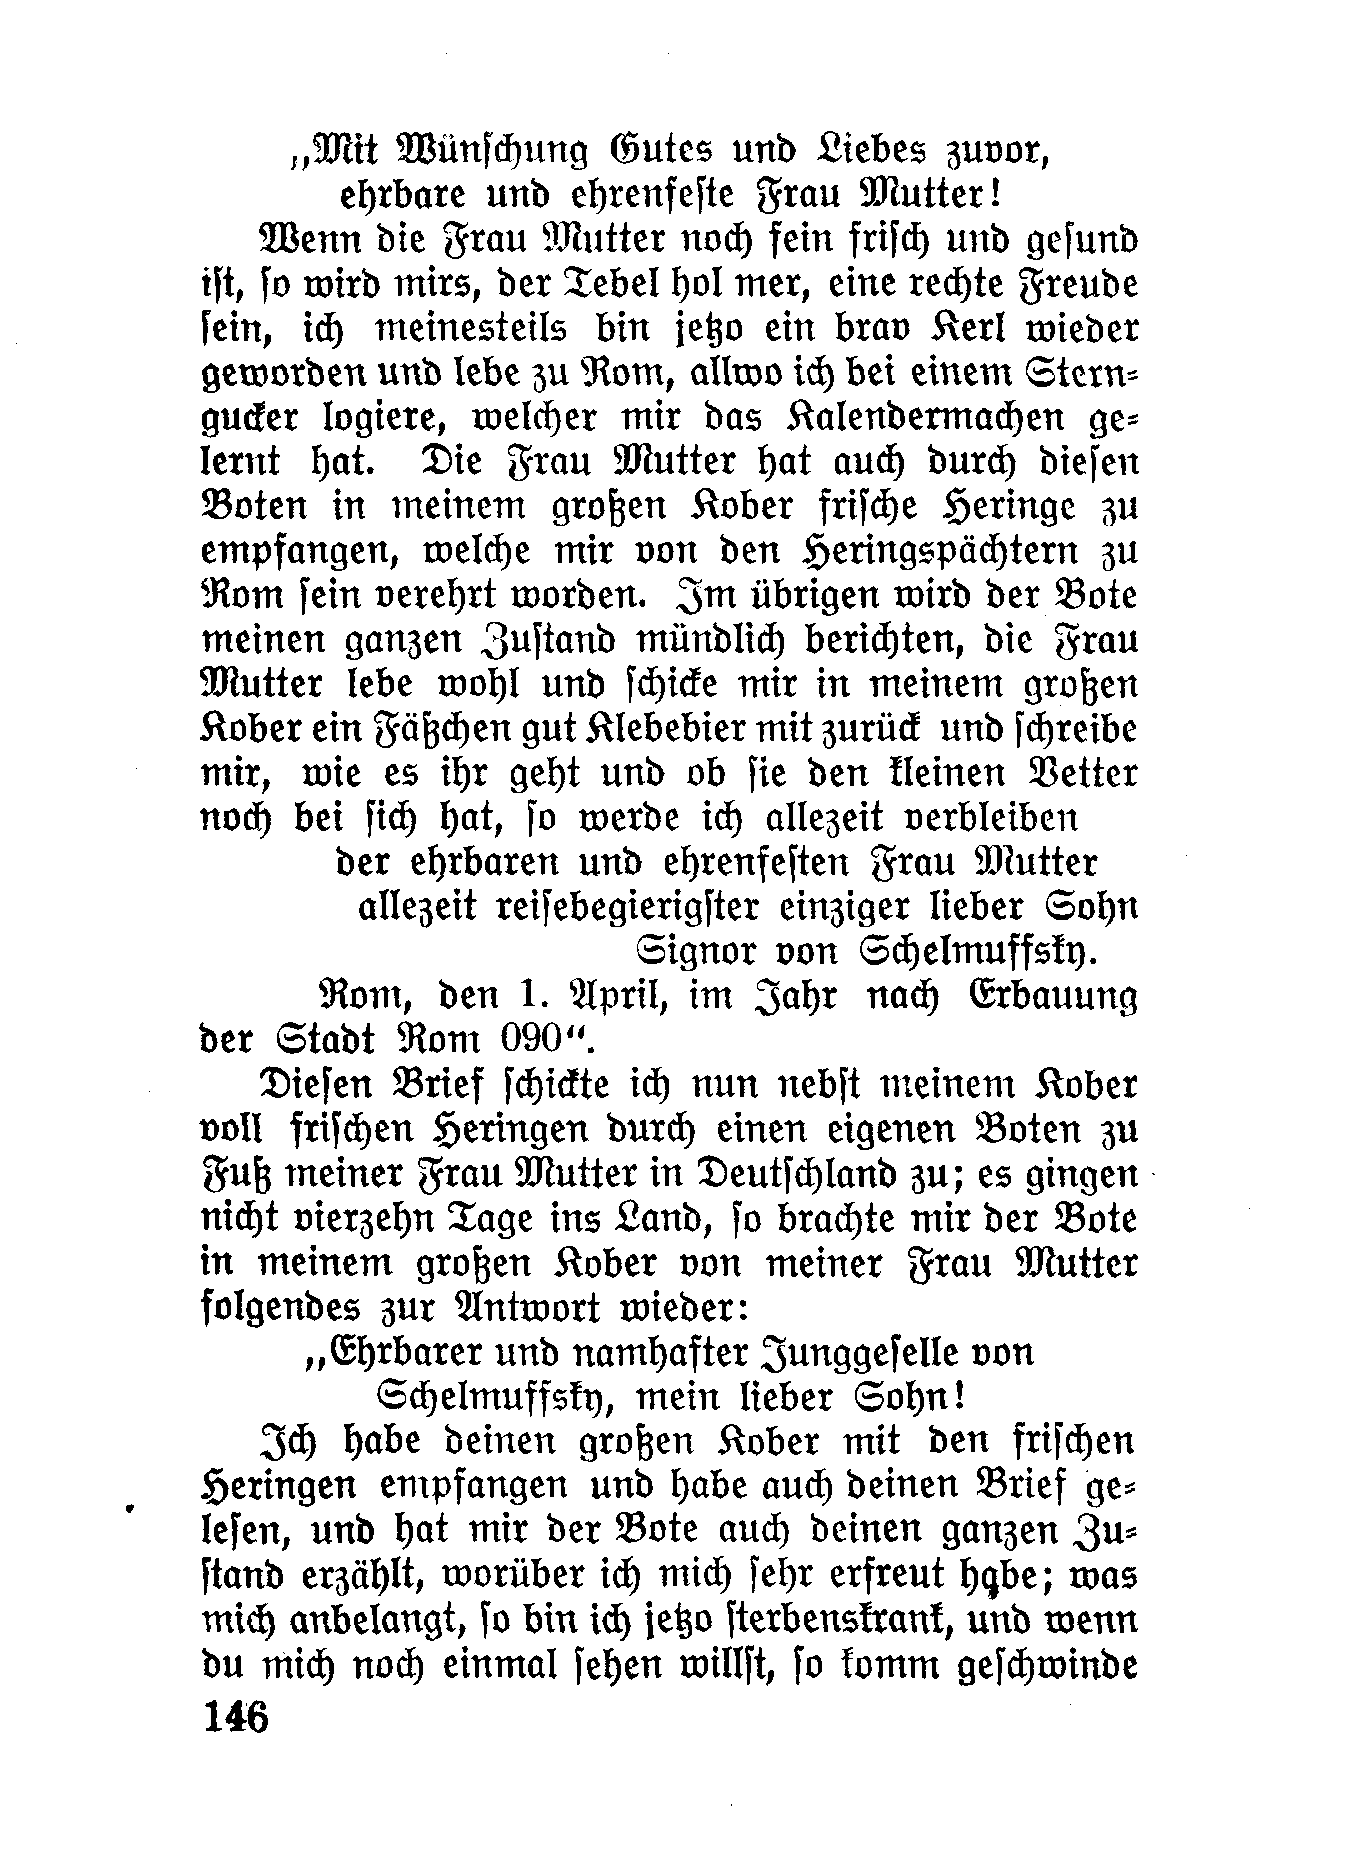 „Mit Wünſchung Gutes und Liebes zuvor,
ehrbare und ehrenfeſte Frau Mutter!
Wenn die Frau Mutter noch fein friſch und geſund
iſt, ſo wird mirs, der Tebel hol mer, eine rechte Freude
ſein, ich meinesteils bin jetzo ein brav Kerl wieder
geworden und lebe zu Rom, allwo ich bei einem Stern-
gucker logiere, welcher mir das Kalendermachen ge-
lernt hat. Die Frau Mutter hat auch durch dieſen
Boten in meinem großen Kober friſche Heringe zu
empfangen, welche mir von den Heringspächtern zu
Rom ſein verehrt worden. Im übrigen wird der Bote
meinen ganzen Zuſtand mündlich berichten, die Frau
Mutter lebe wohl und ſchicke mir in meinem großen
Kober ein Fäßchen gut Klebebier mit zurück und ſchreibe
mir, wie es ihr geht und ob ſie den kleinen Vetter
noch bei ſich hat, ſo werde ich allezeit verbleiben
der ehrbaren und ehrenfeſten Frau Mutter
allezeit reiſebegierigſter einziger lieber Sohn
Signor von Schelmuffsky.
Rom, den 1. April, im Jahr nach Erbauung
der Stadt Rom 090“.
Dieſen Brief ſchickte ich nun nebſt meinem Kober
voll friſchen Heringen durch einen eigenen Boten zu
Fuß meiner Frau Mutter in Deutſchland zu; es gingen
nicht vierzehn Tage ins Land, ſo brachte mir der Bote
in meinem großen Kober von meiner Frau Mutter
folgendes zur Antwort wieder:
„Ehrbarer und namhafter Junggeſelle von
Schelmuffsky, mein lieber Sohn!
Ich habe deinen großen Kober mit den friſchen
Heringen empfangen und habe auch deinen Brief ge-
leſen, und hat mir der Bote auch deinen ganzen Zu-
ſtand erzählt, worüber ich mich ſehr erfreut habe; was
mich anbelangt, ſo bin ich jetzo ſterbenskrank, und wenn
du mich noch einmal ſehen willſt, ſo komm geſchwinde
146